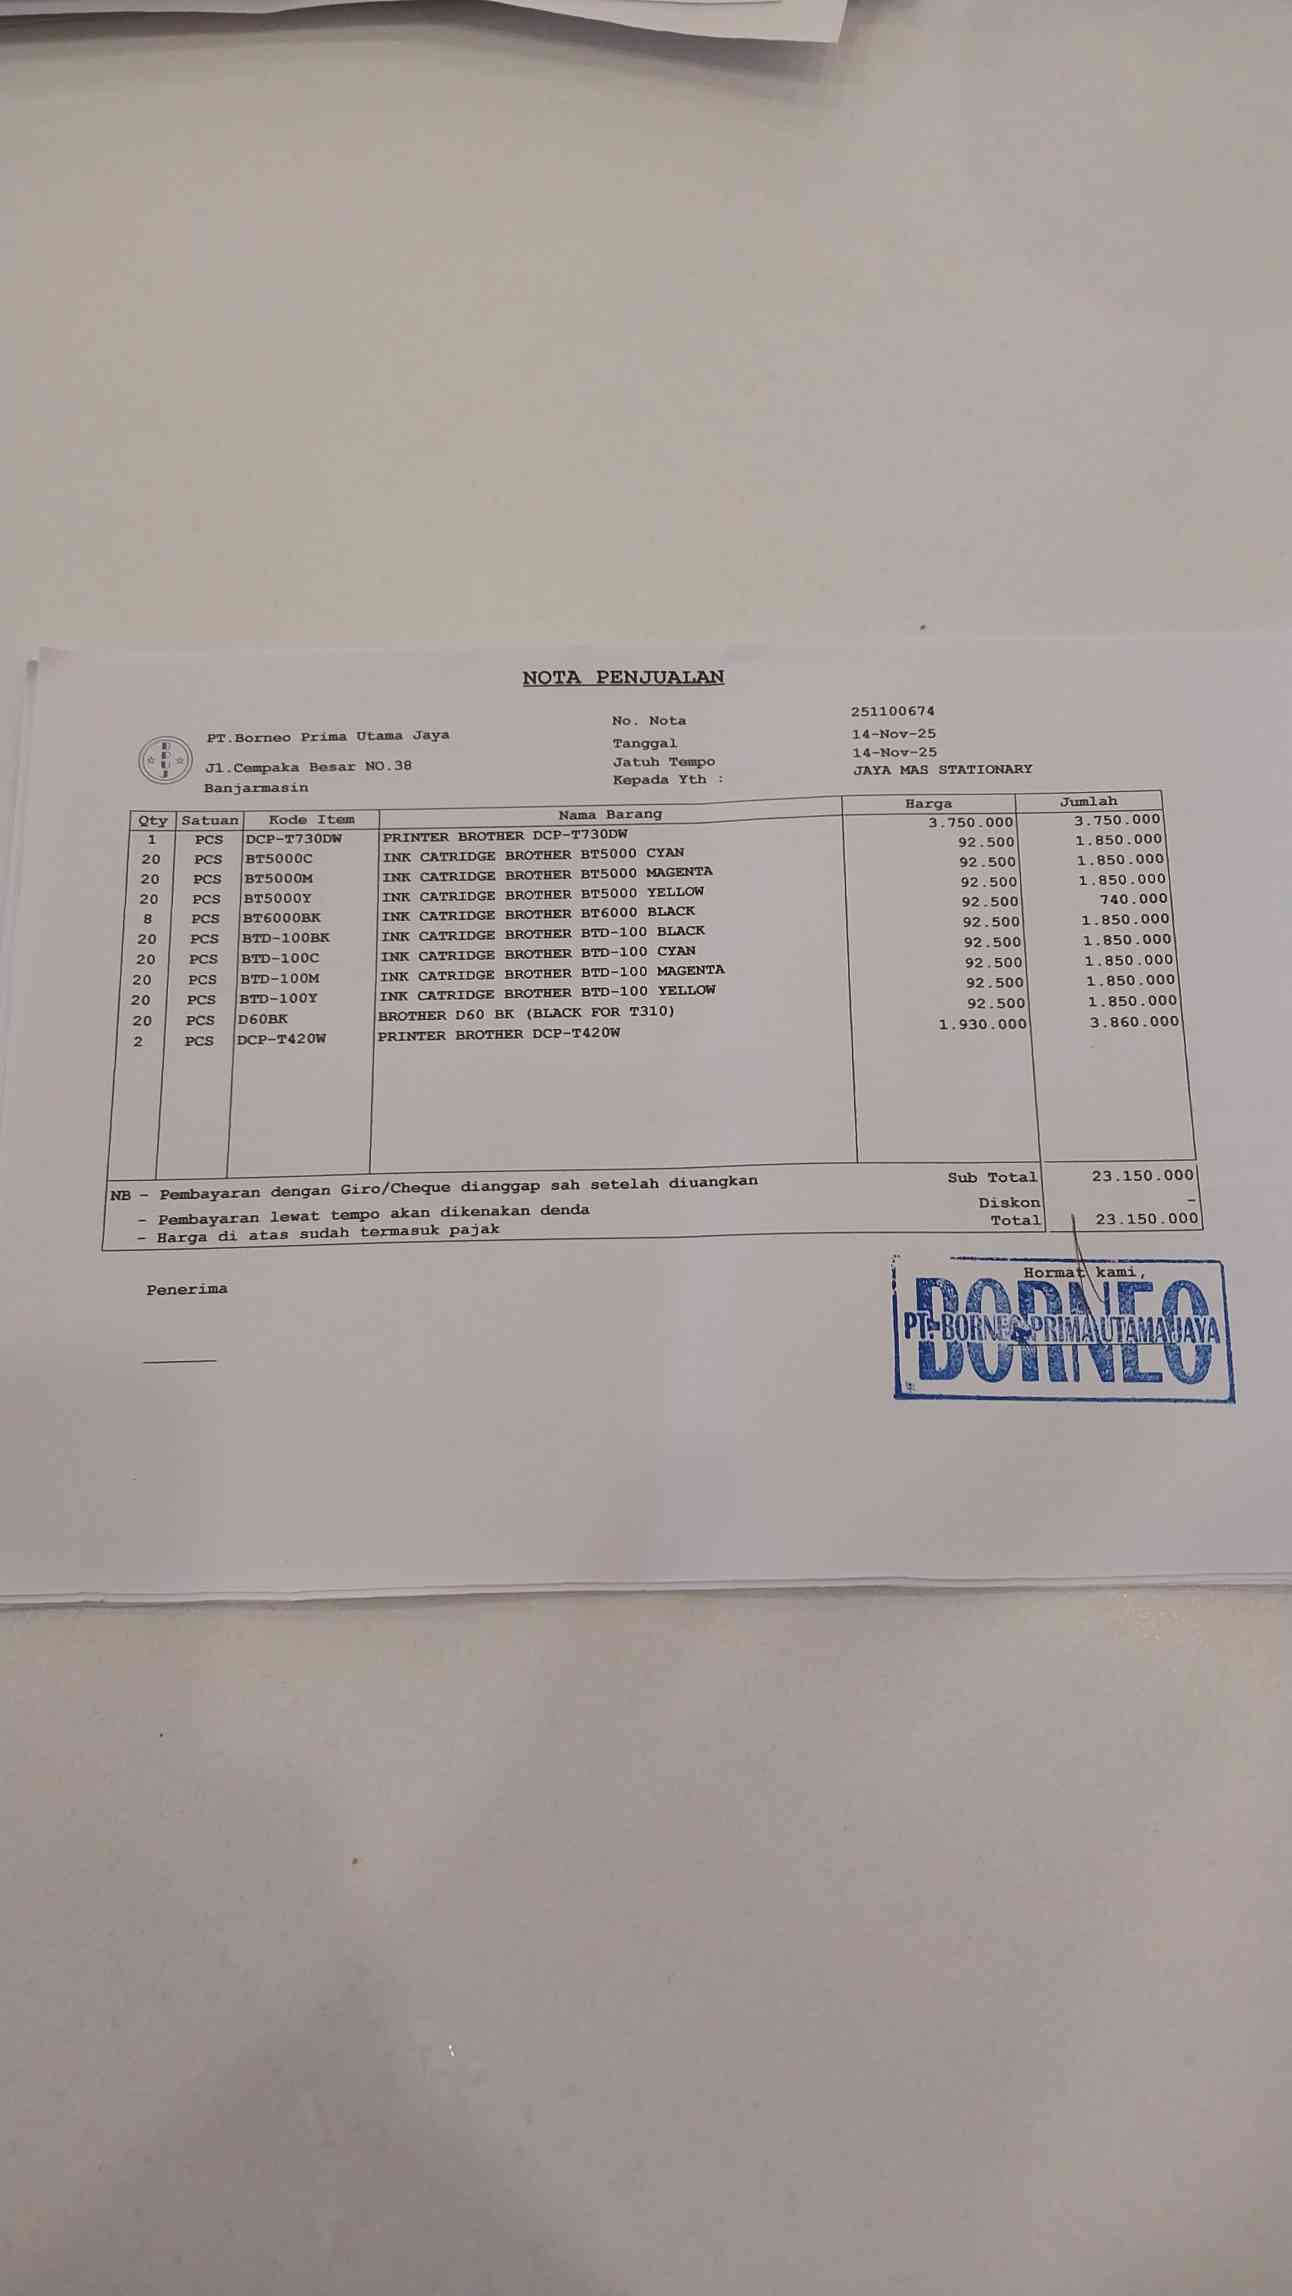 NOTA PENJUALAN
BPUJ
PT.Borneo Prima Utama Jaya
Jl.Cempaka Besar NO.38
Banjarmasin
No. Nota 251100674
Tanggal 14-Nov-25
Jatuh Tempo 14-Nov-25
Kepada Yth : JAYA MAS STATIONARY
Qty Satuan Kode Item Nama Barang Harga Jumlah
1 PCS DCP-T730DW PRINTER BROTHER DCP-T730DW 3.750.000 3.750.000
20 PCS BT5000C INK CATRIDGE BROTHER BT5000 CYAN 92.500 1.850.000
20 PCS BT5000M INK CATRIDGE BROTHER BT5000 MAGENTA 92.500 1.850.000
20 PCS BT5000Y INK CATRIDGE BROTHER BT5000 YELLOW 92.500 1.850.000
8 PCS BT6000BK INK CATRIDGE BROTHER BT6000 BLACK 92.500 740.000
20 PCS BTD-100BK INK CATRIDGE BROTHER BTD-100 BLACK 92.500 1.850.000
20 PCS BTD-100C INK CATRIDGE BROTHER BTD-100 CYAN 92.500 1.850.000
20 PCS BTD-100M INK CATRIDGE BROTHER BTD-100 MAGENTA 92.500 1.850.000
20 PCS BTD-100Y INK CATRIDGE BROTHER BTD-100 YELLOW 92.500 1.850.000
20 PCS D60BK BROTHER D60 BK (BLACK FOR T310) 92.500 1.850.000
2 PCS DCP-T420W PRINTER BROTHER DCP-T420W 1.930.000 3.860.000
NB - Pembayaran dengan Giro/Cheque dianggap sah setelah diuangkan Sub Total 23.150.000
- Pembayaran lewat tempo akan dikenakan denda Diskon -
- Harga di atas sudah termasuk pajak Total 23.150.000
Penerima
Hormat kami,
BORNEO
PT. BORNEO PRIMA UTAMA JAYA